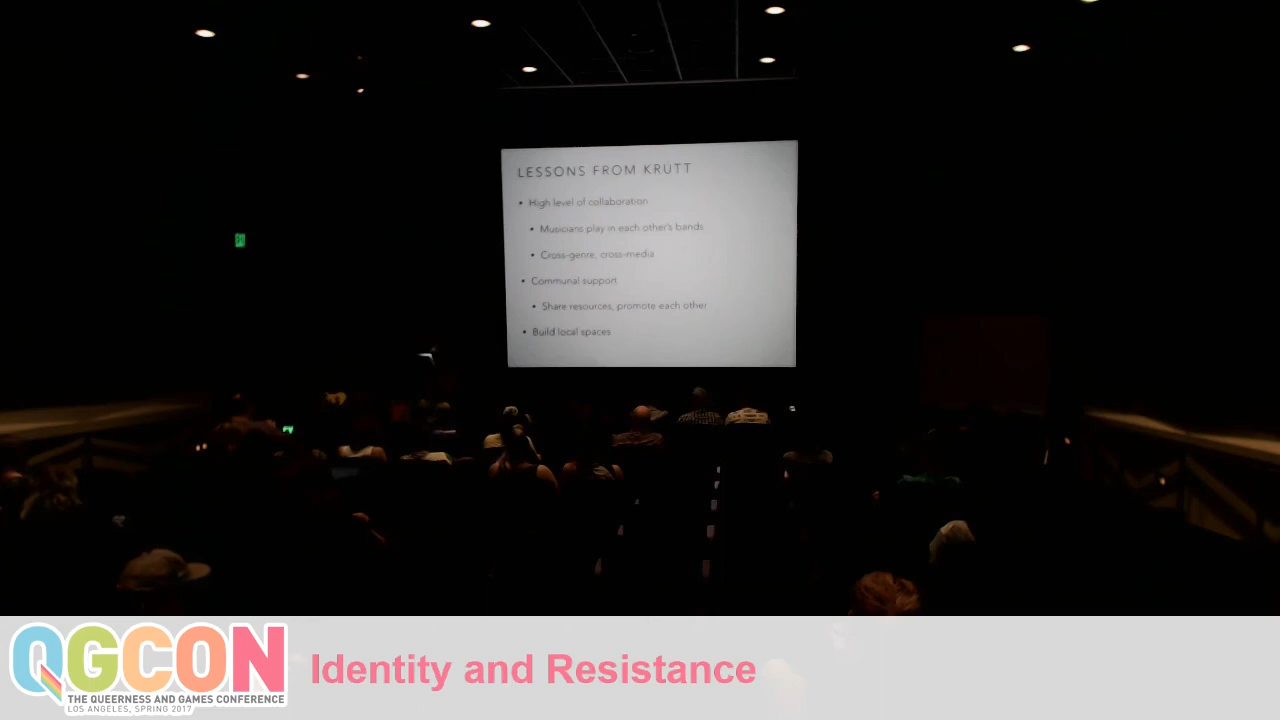 LESSONS FROM KRÚTT
• High level of collaboration
• Musicians play in each other's bands
• Cross-genre, cross-media
• Communal support
• Share resources, promote each other
• Build local spaces
QGCON
THE QUEERNESS AND GAMES CONFERENCE
LOS ANGELES, SPRING 2017
Identity and Resistance